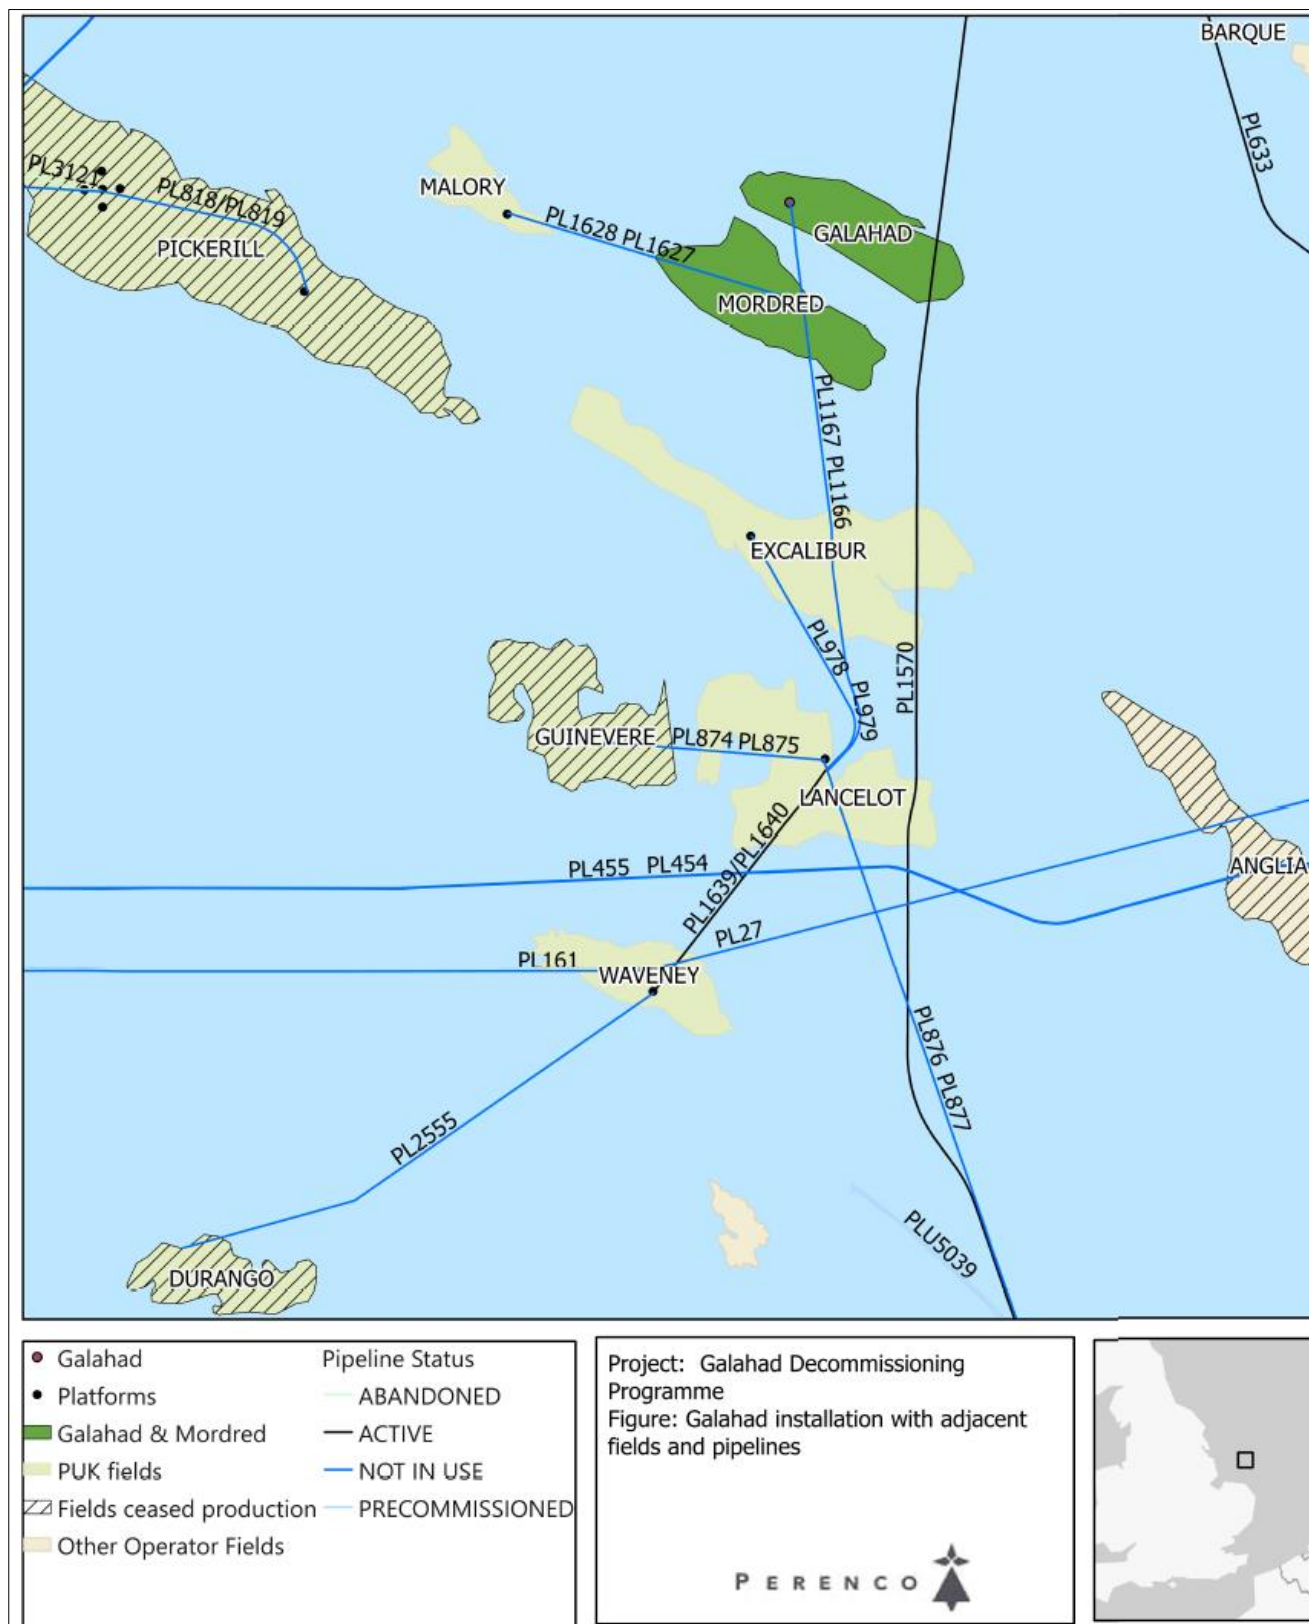 BARQUE
PL633
PL3121
PL818/PL819
PICKERILL
MALORY
PL1628 PL1627
GALAHAD
MORDRED
PL1167 PL1166
EXCALIBUR
PL978 PL979
PL1570
GUINEVERE
PL874 PL875
LANCELOT
PL1639/PL1640
PL455 PL454
ANGLIA
PL27
PL161
WAVENEY
PL876 PL877
PL2555
PLU5039
DURANGO
Galahad
Platforms
Galahad & Mordred
PUK fields
Fields ceased production
Other Operator Fields
Pipeline Status
ABANDONED
ACTIVE
NOT IN USE
PRECOMMISSIONED
Project: Galahad Decommissioning
Programme
Figure: Galahad installation with adjacent
fields and pipelines
PERENCO